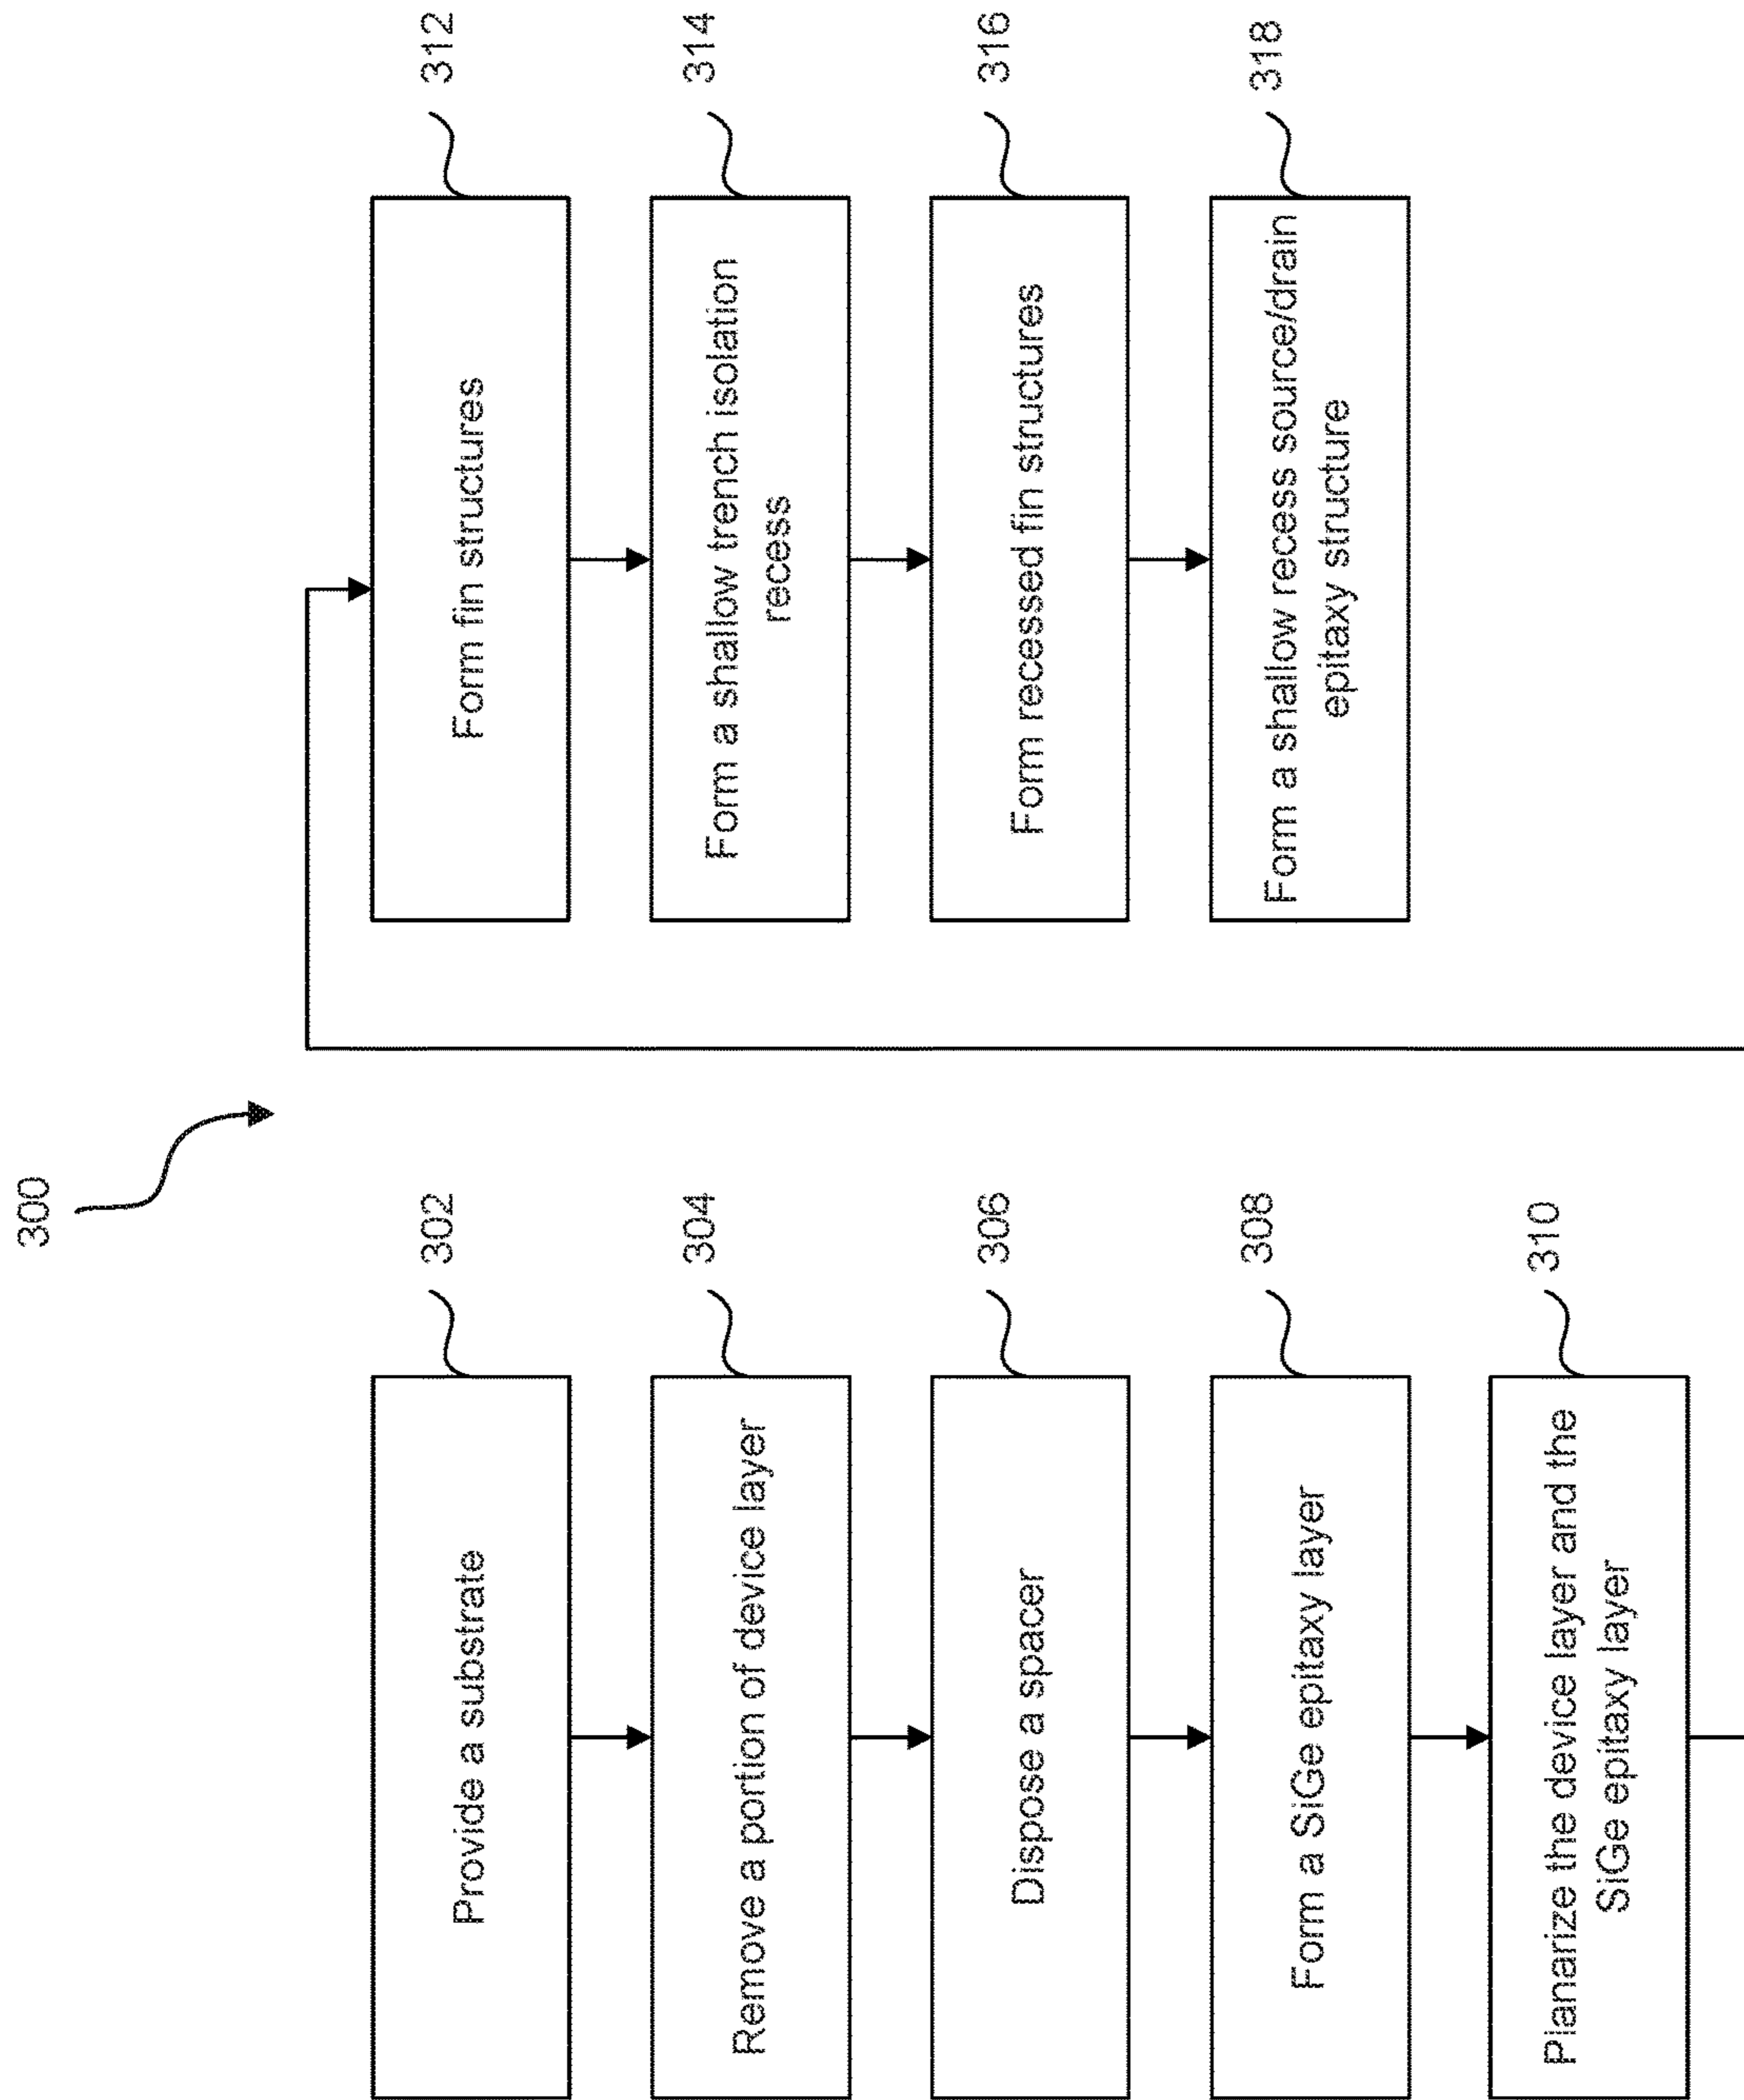 300
Provide a substrate
302
Remove a portion of device layer
304
Dispose a spacer
306
Form a SiGe epitaxy layer
308
Planarize the device layer and the
SiGe epitaxy layer
310
Form fin structures
312
Form a shallow trench isolation
recess
314
Form recessed fin structures
316
Form a shallow recess source/drain
epitaxy structure
318